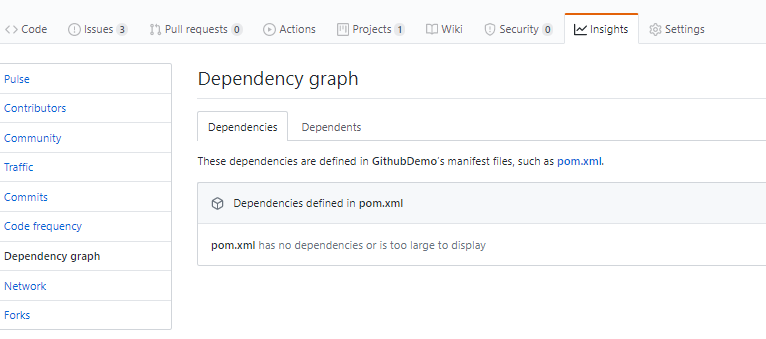 Code Issues 3 Pull requests 0 Actions Projects 1 Wiki Security 0 Insights Settings
Pulse
Contributors
Community
Traffic
Commits
Code frequency
Dependency graph
Network
Forks
Dependency graph
Dependencies Dependents
These dependencies are defined in GithubDemo's manifest files, such as pom.xml.
Dependencies defined in pom.xml
pom.xml has no dependencies or is too large to display